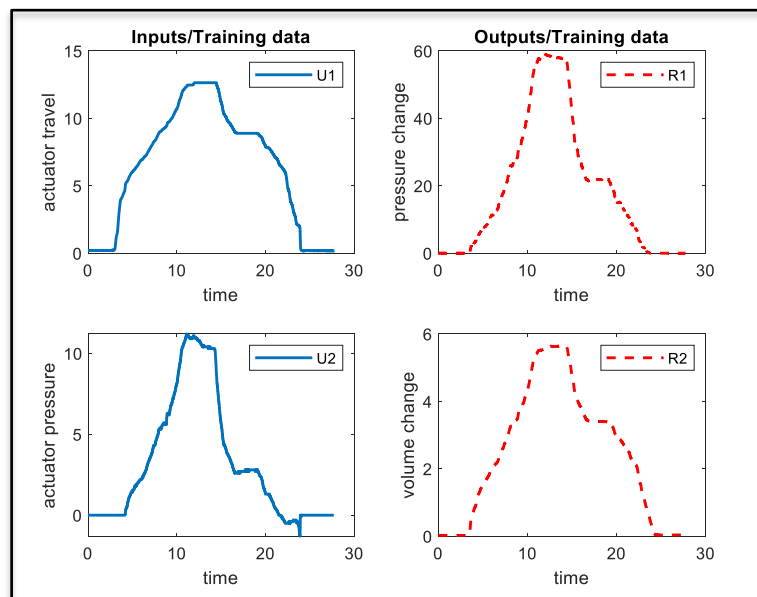 Inputs/Training data
15
10
5
0
actuator travel
U1
0 10 20 30
time
Outputs/Training data
60
40
20
0
pressure change
R1
0 10 20 30
time
10
5
0
actuator pressure
U2
0 10 20 30
time
6
4
2
0
volume change
R2
0 10 20 30
time